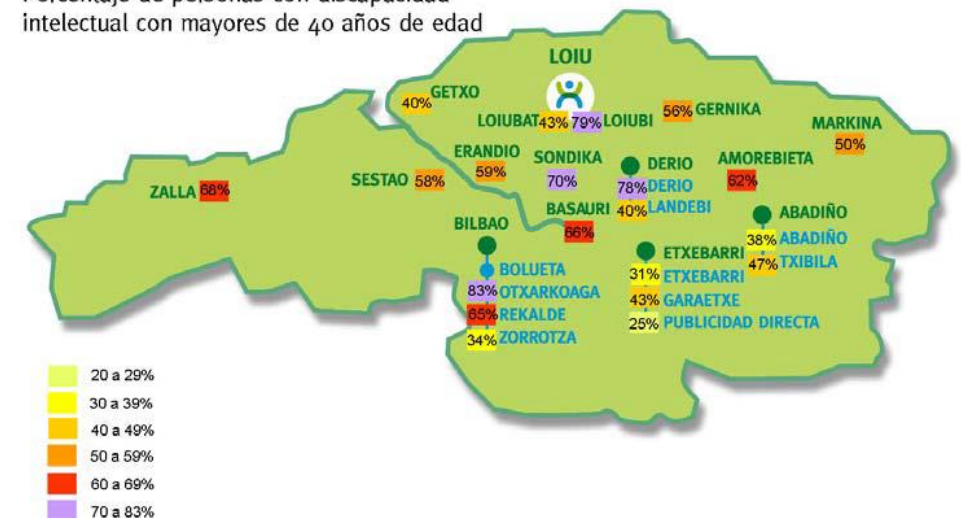 intelectual con mayores de 40 años de edad
LOIU
GETXO
40%
LOIUBAT 43% 79% LOIUBI
56% GERNIKA
MARKINA
50%
ERANDIO
59%
SONDIKA
70%
DERIO
78% DERIO
40% LANDEBI
AMOREBIETA
62%
ZALLA 68%
SESTAO 58%
BASAURI
66%
ABADIÑO
38% ABADIÑO
47% TXIBILA
BILBAO
BOLUETA
83% OTXARKOAGA
65% REKALDE
34% ZORROTZA
ETXEBARRI
31% ETXEBARRI
43% GARAETXE
25% PUBLICIDAD DIRECTA
20 a 29%
30 a 39%
40 a 49%
50 a 59%
60 a 69%
70 a 83%